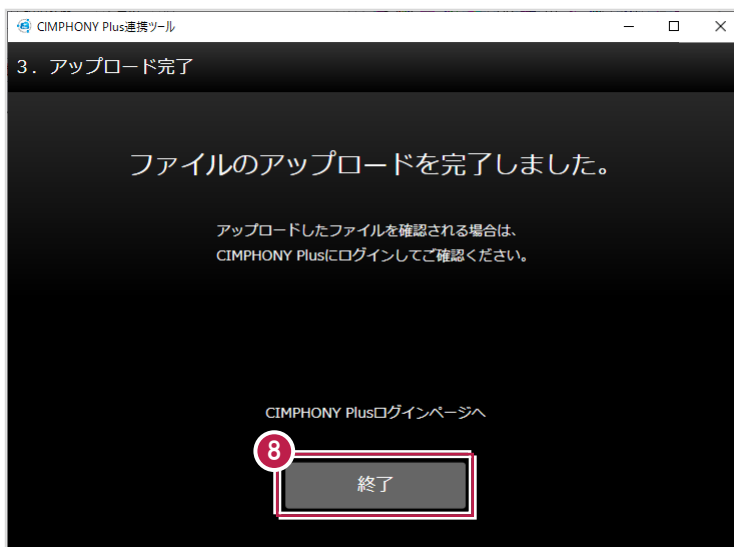 CIMPHONY Plus連携ツール
3. アップロード完了
ファイルのアップロードを完了しました。
アップロードしたファイルを確認される場合は、
CIMPHONY Plusにログインしてご確認ください。
CIMPHONY Plusログインページへ
8
終了